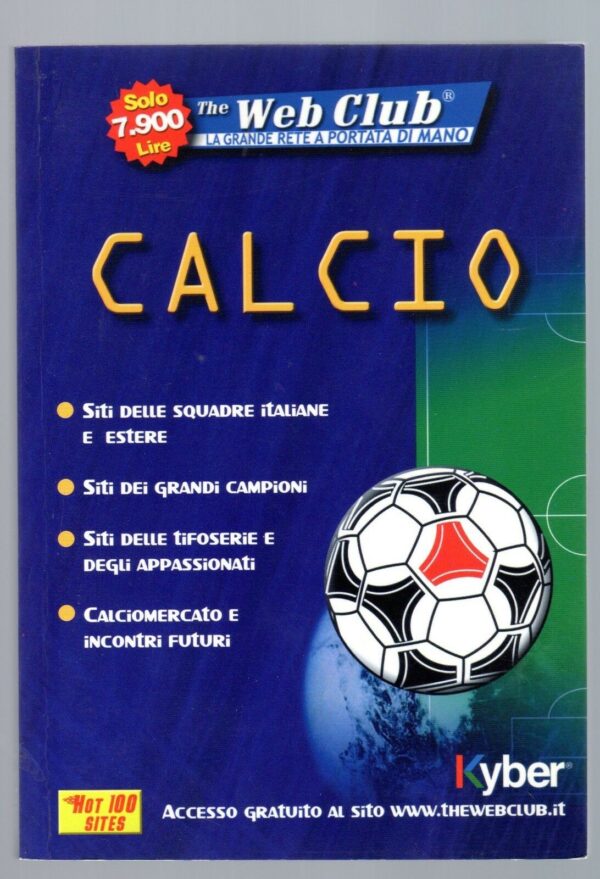 Solo
7.900
Lire
The Web Club®
LA GRANDE RETE A PORTATA DI MANO
CALCIO
Siti delle squadre italiane
e estere
Siti dei grandi campioni
Siti delle tifoserie e
degli appassionati
Calciomercato e
incontri futuri
Kyber®
HOT 100
SITES
Accesso gratuito al sito www.thewebclub.it